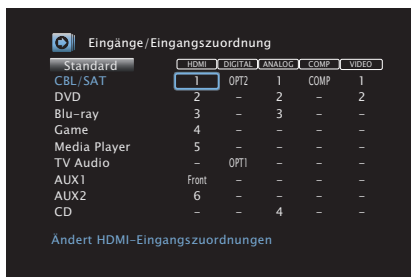 Eingänge/Eingangszuordnung
Standard HDMI DIGITAL ANALOG COMP VIDEO
CBL/SAT 1 OPT2 1 COMP 1
DVD 2 – 2 – 2
Blu-ray 3 – 3 – –
Game 4 – – – –
Media Player 5 – – – –
TV Audio – OPT1 – – –
AUX1 Front – – – –
AUX2 6 – – – –
CD – – 4 – –
Ändert HDMI-Eingangszuordnungen